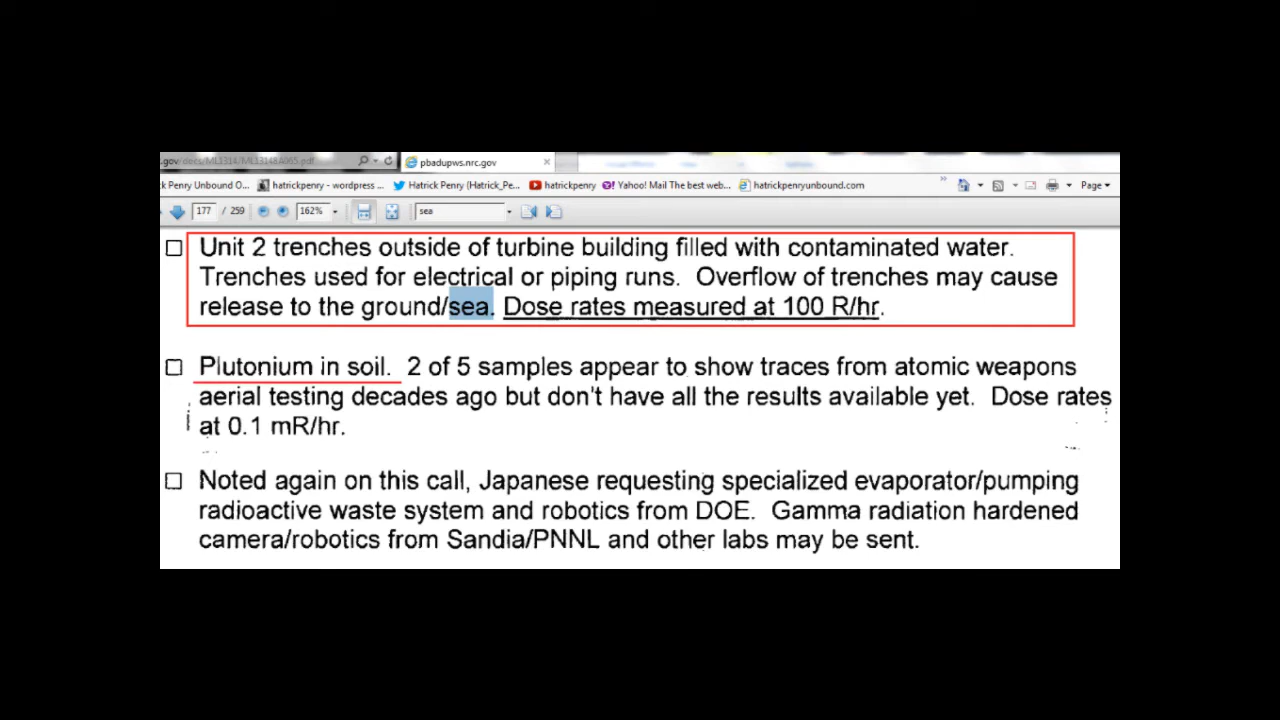 .gov/docs/ML1314/ML13148A065.pdf
pbadupws.nrc.gov
ck Penry Unbound O... hatrickpenry - wordpress ... Hatrick Penry (Hatrick_Pe... hatrickpenry Yahoo! Mail The best web... hatrickpenryunbound.com Page
177 / 259 162% sea
Unit 2 trenches outside of turbine building filled with contaminated water.
Trenches used for electrical or piping runs. Overflow of trenches may cause
release to the ground/sea. Dose rates measured at 100 R/hr.
Plutonium in soil. 2 of 5 samples appear to show traces from atomic weapons
aerial testing decades ago but don't have all the results available yet. Dose rates
at 0.1 mR/hr.
Noted again on this call, Japanese requesting specialized evaporator/pumping
radioactive waste system and robotics from DOE. Gamma radiation hardened
camera/robotics from Sandia/PNNL and other labs may be sent.